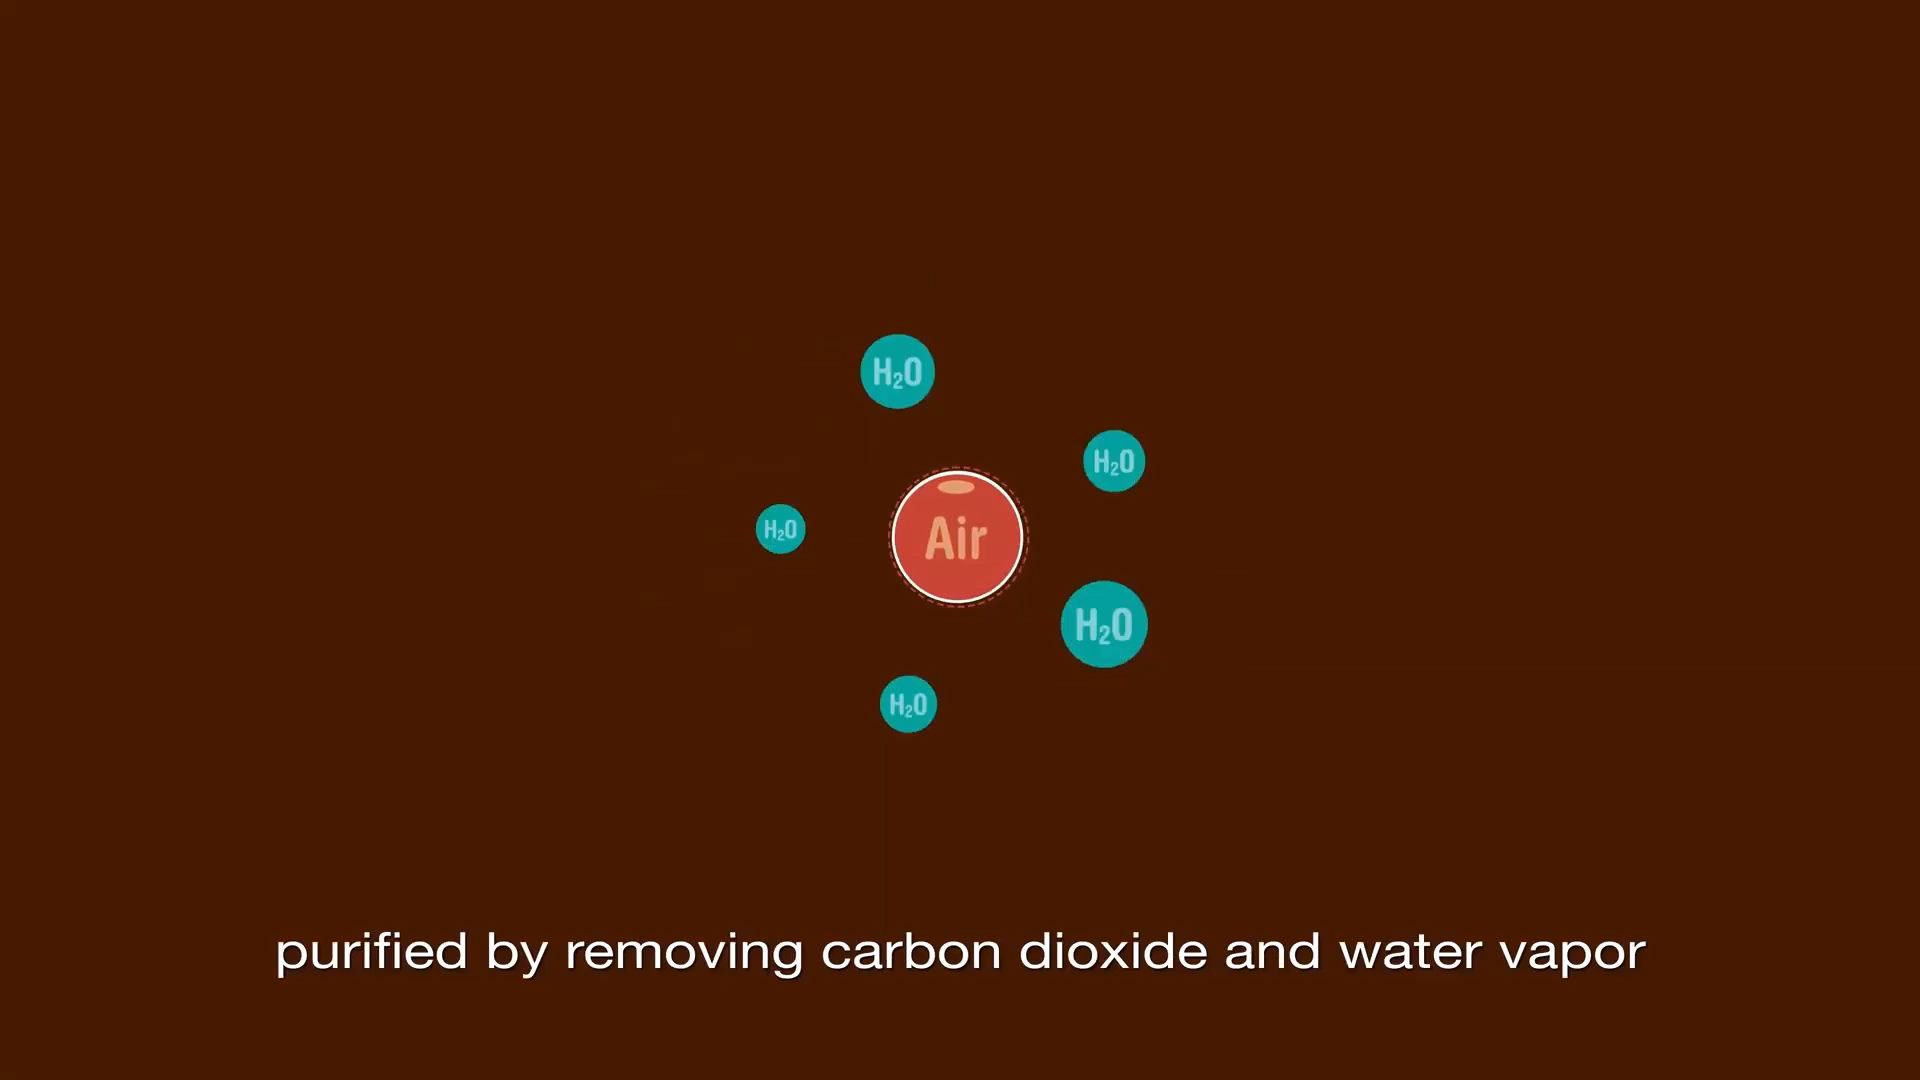 H₂O
H₂O
H₂O
Air
H₂O
H₂O
purified by removing carbon dioxide and water vapor